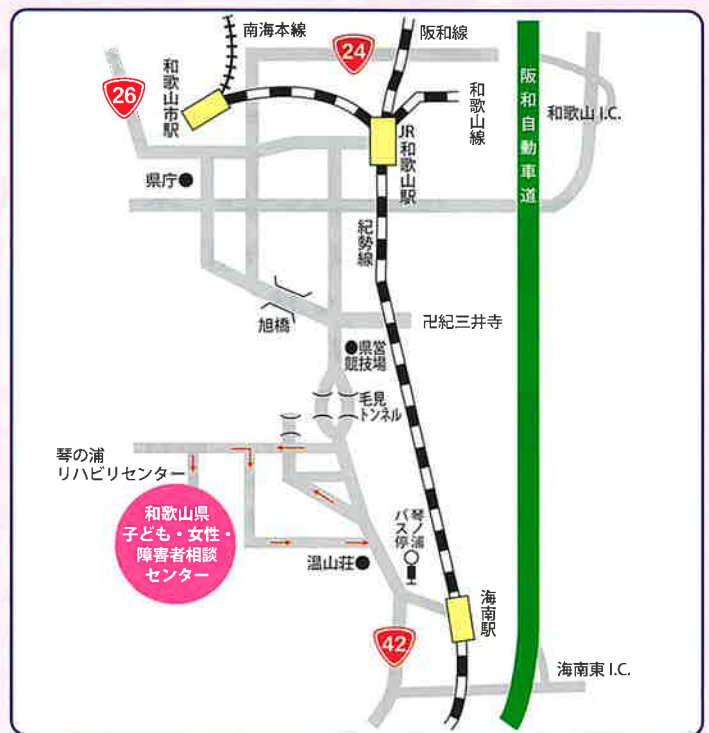 南海本線
阪和線
24
和歌山市駅
26
和歌山線
阪和自動車道
和歌山 I.C.
JR和歌山駅
県庁●
紀勢線
旭橋
卍紀三井寺
●県営
競技場
毛見
トンネル
琴の浦
リハビリセンター
和歌山県
子ども・女性・
障害者相談
センター
琴ノ浦
バス停
温山荘●
海南駅
42
海南東 I.C.